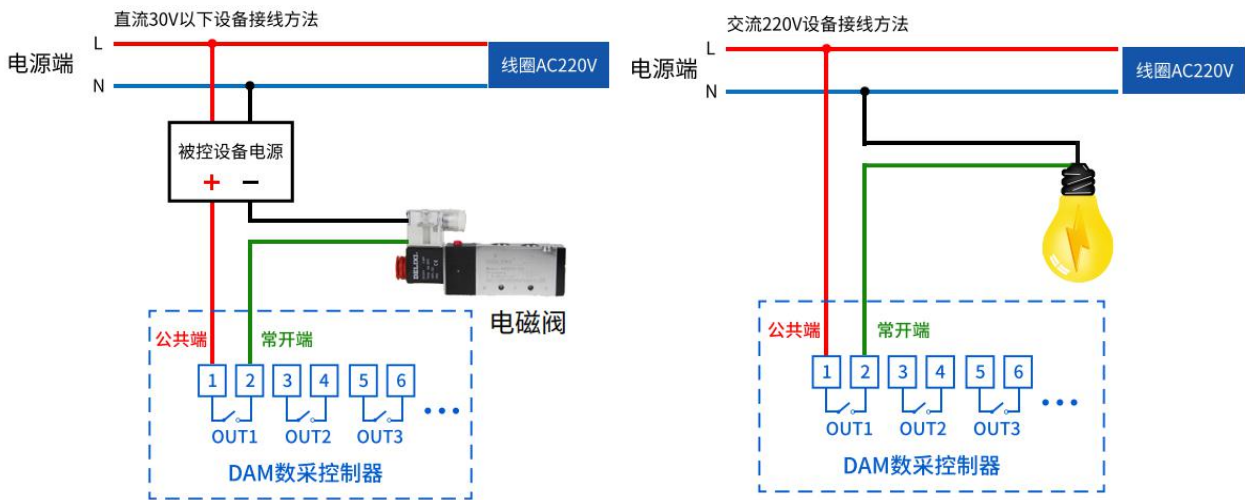 直流30V以下设备接线方法
L
电源端
线圈AC220V
N
被控设备电源
+ −
DELIXI
电磁阀
公共端
常开端
1 2 3 4 5 6
OUT1 OUT2 OUT3
DAM数采控制器
交流220V设备接线方法
L
电源端
线圈AC220V
N
公共端
常开端
1 2 3 4 5 6
OUT1 OUT2 OUT3
DAM数采控制器